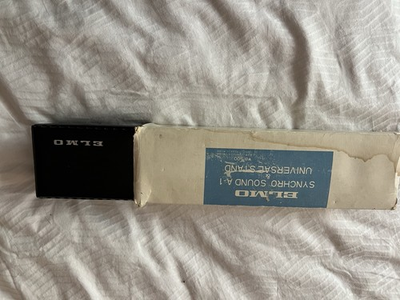 ELMO
ELMO
SYNCHRO SOUND A-1
UNIVERSAL STAND